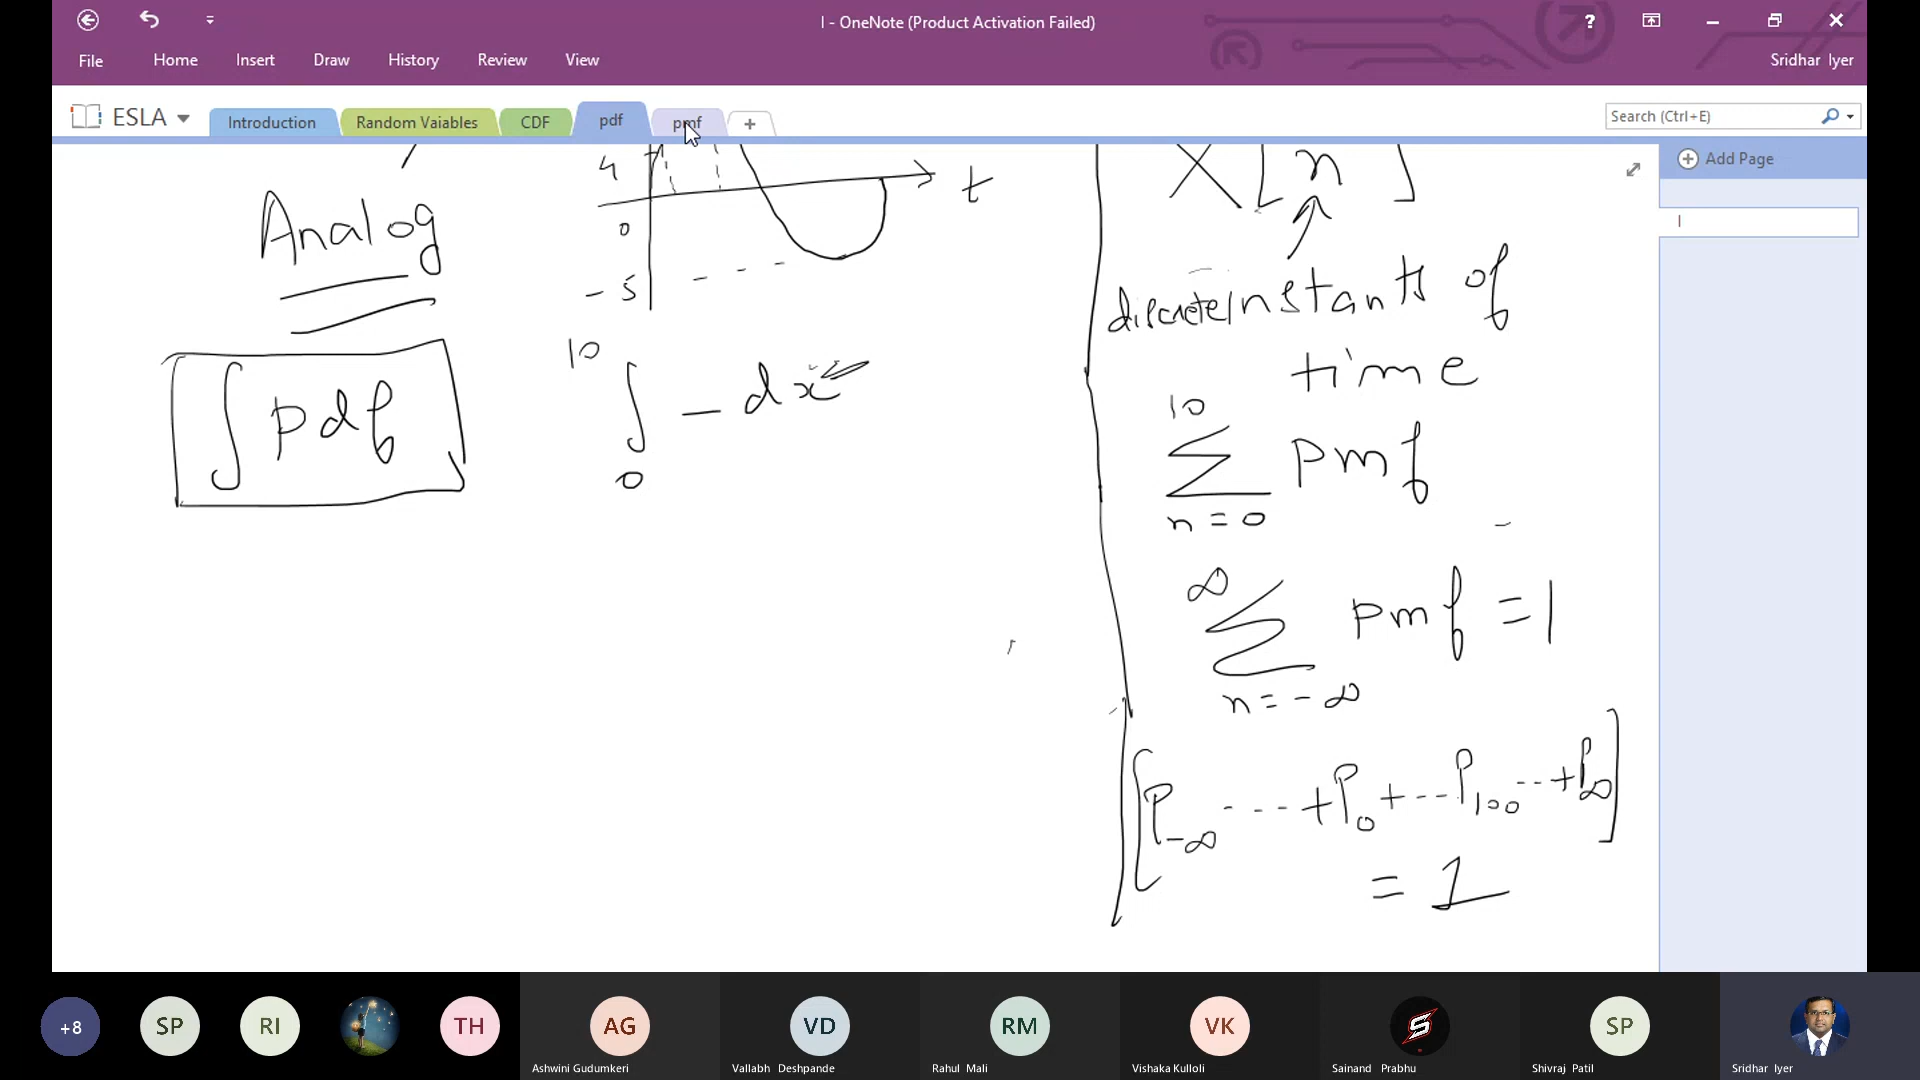 I - OneNote (Product Activation Failed)
?
File Home Insert Draw History Review View
Sridhar Iyer
ESLA Introduction Random Vaiables CDF pdf pmf +
Search (Ctrl+E)
Add Page
I
Analog
∫ pdf
4
0
-5
t
10
∫ - dx
0
X[n]
discrete instants of
time
10
Σ pmf
n=0
∞
Σ pmf =1
n=-∞
[P-∞ ---- +P0 +---P100 ---+P∞]
= 1
+8 SP RI TH AG VD RM VK S SP
Ashwini Gudumkeri Vallabh Deshpande Rahul Mali Vishaka Kulloli Sainand Prabhu Shivraj Patil Sridhar Iyer